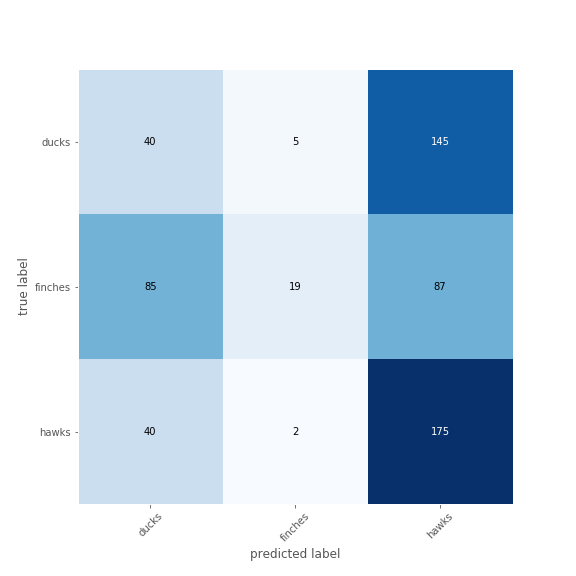 ducks 40 5 145
finches 85 19 87
hawks 40 2 175
true label
ducks finches hawks
predicted label